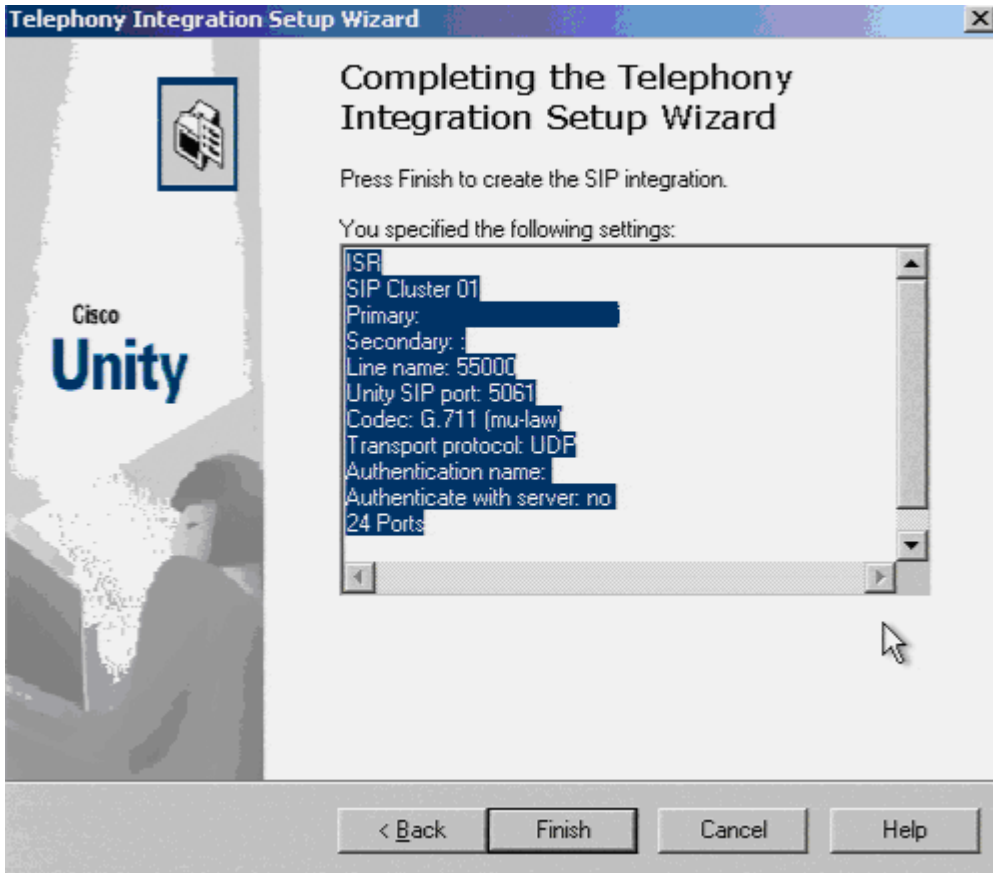 Telephony Integration Setup Wizard
Completing the Telephony
Integration Setup Wizard
Press Finish to create the SIP integration.
You specified the following settings:
ISR
SIP Cluster 01
Primary:
Secondary: :
Line name: 55000
Unity SIP port: 5061
Codec: G.711 (mu-law)
Transport protocol: UDP
Authentication name:
Authenticate with server: no
24 Ports
Cisco
Unity
< Back
Finish
Cancel
Help